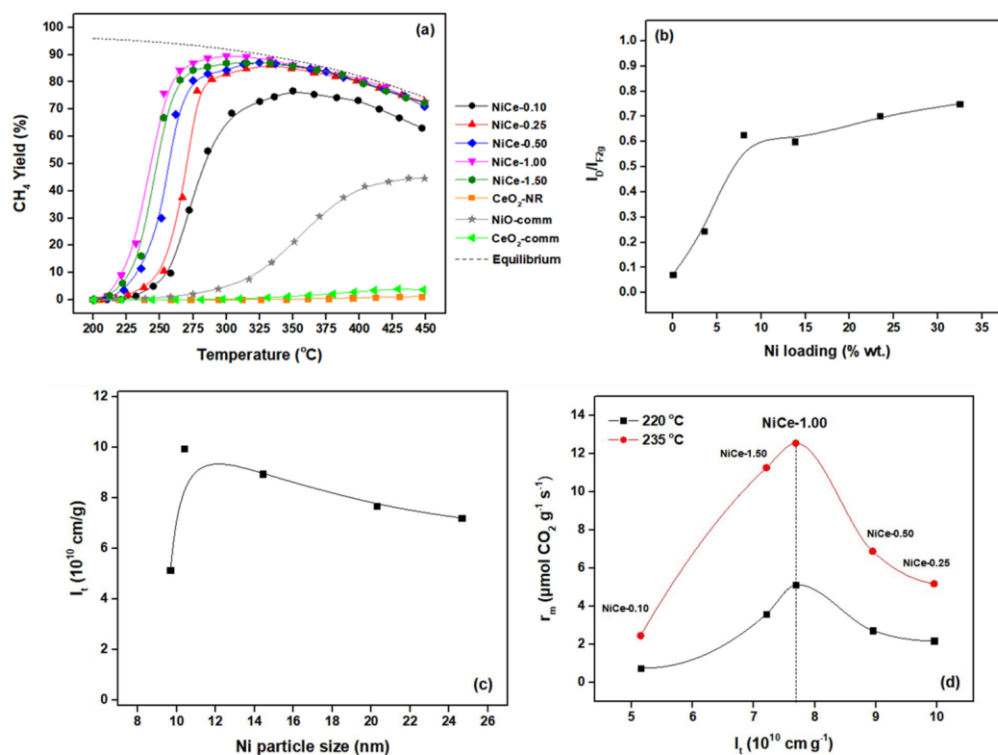 (a)
100
90
80
70
60
50
40
30
20
10
0
CH4 Yield (%)
200 225 250 275 300 325 350 375 400 425 450
Temperature (°C)
NiCe-0.10
NiCe-0.25
NiCe-0.50
NiCe-1.00
NiCe-1.50
CeO2-NR
NiO-comm
CeO2-comm
Equilibrium
(b)
1.0
0.9
0.8
0.7
0.6
0.5
0.4
0.3
0.2
0.1
0.0
ID/IF2g
0 5 10 15 20 25 30 35
Ni loading (% wt.)
12
10
8
6
4
2
0
It (10^10 cm/g)
(c)
8 10 12 14 16 18 20 22 24 26
Ni particle size (nm)
14
12
10
8
6
4
2
0
rm (μmol CO2 g-1 s-1)
220 °C
235 °C
NiCe-1.00
NiCe-1.50
NiCe-0.50
NiCe-0.25
NiCe-0.10
(d)
5 6 7 8 9 10
It (10^10 cm g-1)